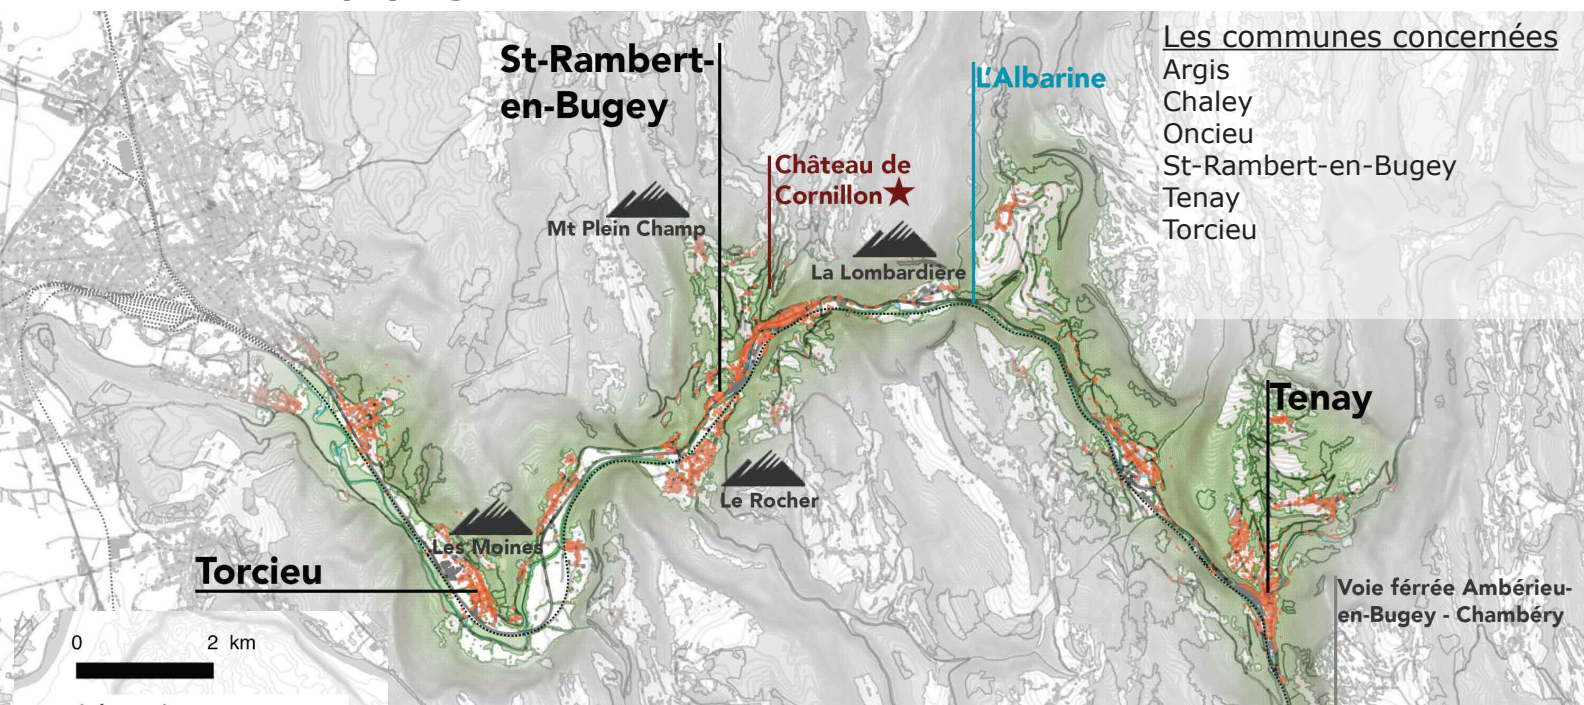 St-Rambert-
en-Bugey
L'Albarine
Les communes concernées
Argis
Chaley
Oncieu
St-Rambert-en-Bugey
Tenay
Torcieu
Château de
Cornillon
Mt Plein Champ
La Lombardière
Tenay
Le Rocher
Les Moines
Torcieu
Voie férrée Ambérieu-
en-Bugey - Chambéry
0 2 km